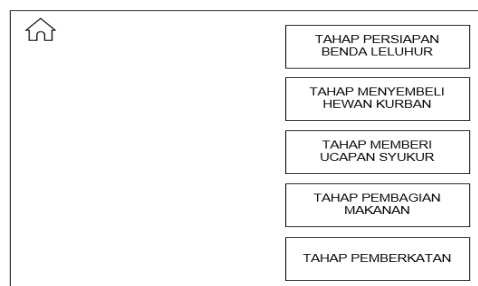 TAHAP PERSIAPAN
BENDA LELUHUR
TAHAP MENYEMBELI
HEWAN KURBAN
TAHAP MEMBERI
UCAPAN SYUKUR
TAHAP PEMBAGIAN
MAKANAN
TAHAP PEMBERKATAN